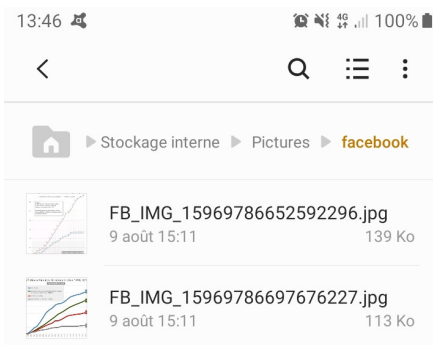 13:46 4G 100%
Stockage interne Pictures facebook
FB_IMG_15969786652592296.jpg
9 août 15:11 139 Ko
FB_IMG_15969786697676227.jpg
9 août 15:11 113 Ko